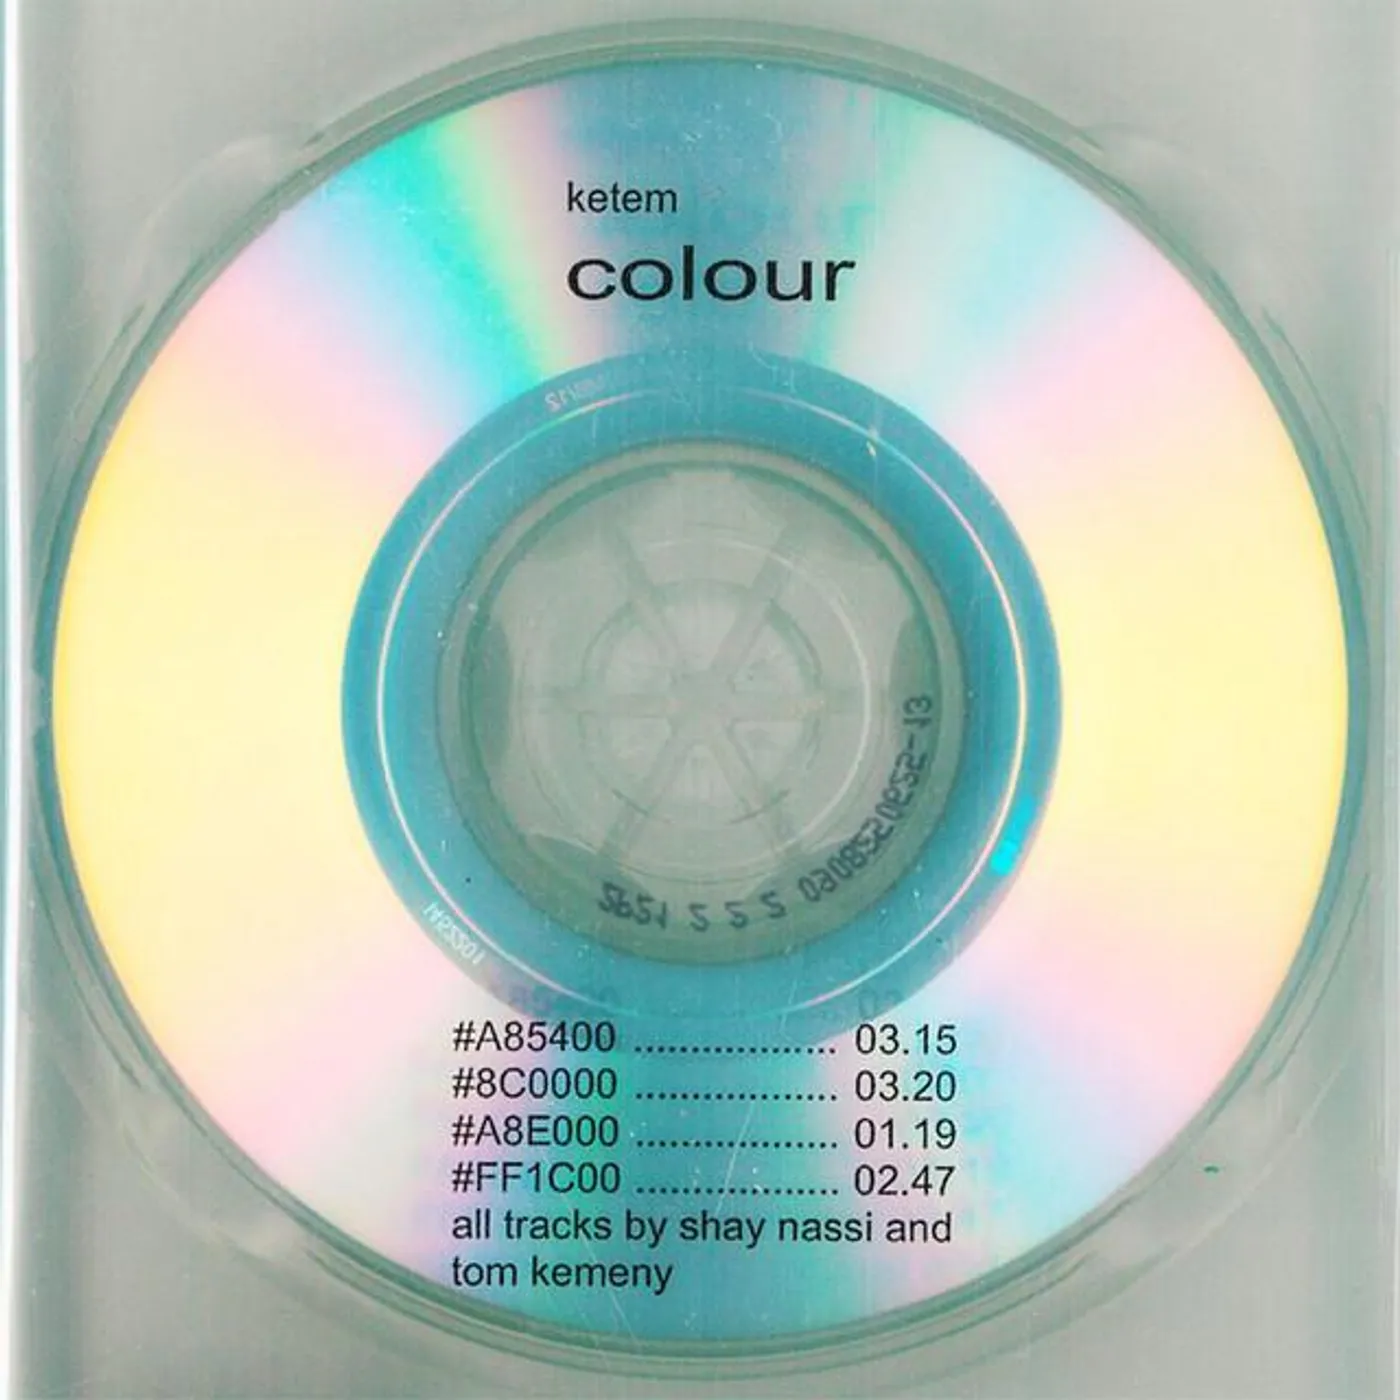 ketem
colour
#A85400 .................. 03.15
#8C0000 .................. 03.20
#A8E000 .................. 01.19
#FF1C00 .................. 02.47
all tracks by shay nassi and
tom kemeny